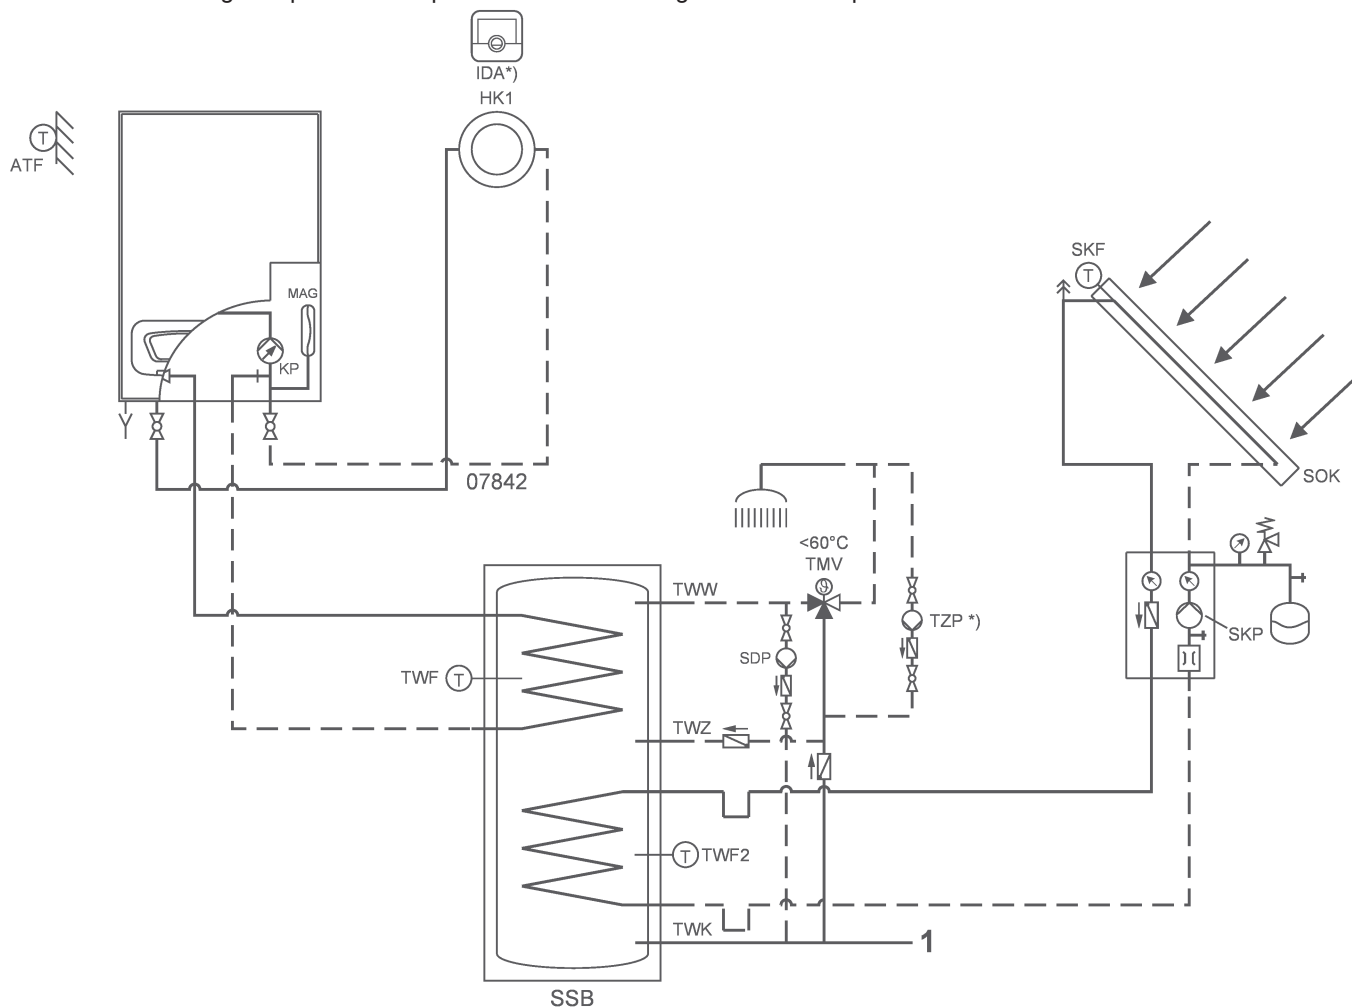 IDA*)
HK1
T
ATF
MAG
KP
07842
SKF
T
SOK
<60°C
TMV
ϑ
TWW
TZP *)
SDP
SKP
TWF T
TWZ
T TWF2
TWK
1
SSB